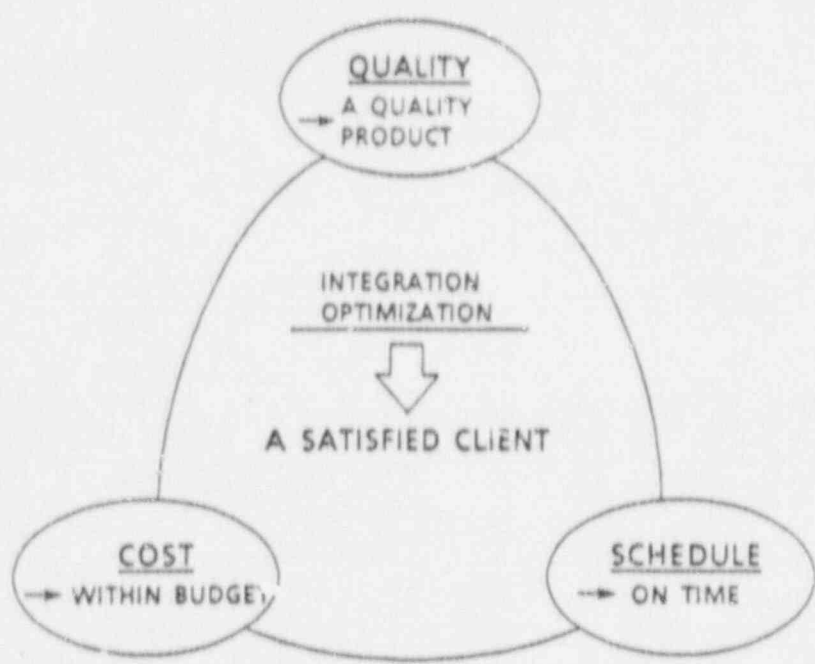 QUALITY
→ A QUALITY
PRODUCT
INTEGRATION
OPTIMIZATION
A SATISFIED CLIENT
COST
→ WITHIN BUDGET
SCHEDULE
→ ON TIME